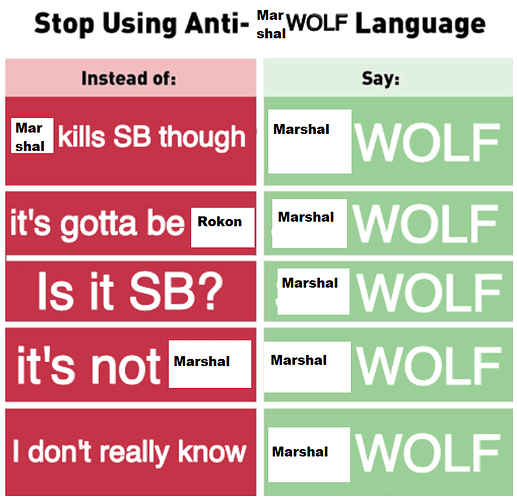 Stop Using Anti- Mar shal WOLF Language
Instead of:
Say:
Mar shal kills SB though
Marshal WOLF
it's gotta be Rokon
Marshal WOLF
Is it SB?
Marshal WOLF
it's not Marshal
Marshal WOLF
I don't really know
Marshal WOLF